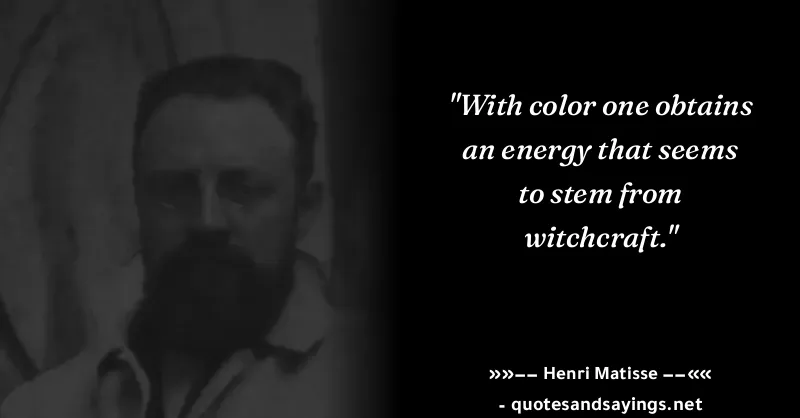 "With color one obtains
an energy that seems
to stem from
witchcraft."
»»–– Henri Matisse ––««
- quotesandsayings.net